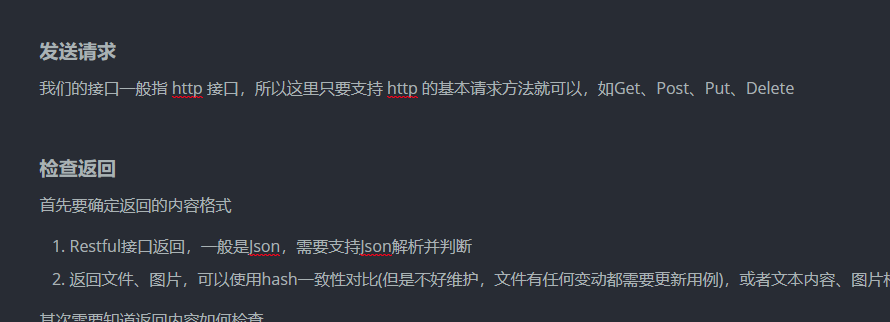 发送请求
我们的接口一般指 http 接口，所以这里只要支持 http 的基本请求方法就可以，如Get、Post、Put、Delete
检查返回
首先要确定返回的内容格式
1. Restful接口返回，一般是Json，需要支持Json解析并判断
2. 返回文件、图片，可以使用hash一致性对比(但是不好维护，文件有任何变动都需要更新用例)，或者文本内容、图片
其次需要知道返回内容如何检查